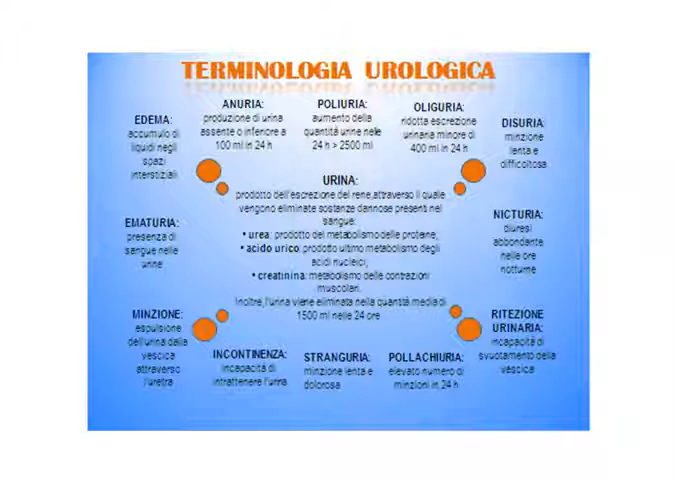 TERMINOLOGIA UROLOGICA
EDEMA:
accumulo di
liquidi negli
spazi
interstiziali
ANURIA:
produzione di urina
assente o inferiore a
100 ml in 24 h
POLIURIA:
aumento della
quantità urine nelle
24 h > 2500 ml
OLIGURIA:
ridotta escrezione
urinaria minore di
400 ml in 24 h
DISURIA:
minzione
lenta e
difficoltosa
URINA:
prodotto dell'escrezione del rene, attraverso il quale
vengono eliminate sostanze dannose presenti nel
sangue:
• urea: prodotto del metabolismo delle proteine;
• acido urico: prodotto ultimo metabolismo degli
acidi nucleici;
• creatinina: metabolismo delle contrazioni
muscolari.
Inoltre, l'urina viene eliminata nella quantità media di
1500 ml nelle 24 ore
EMATURIA:
presenza di
sangue nelle
urine
NICTURIA:
diuresi
abbondante
nelle ore
notturne
MINZIONE:
espulsione
dell'urina dalla
vescica
attraverso
l'uretra
INCONTINENZA:
incapacità di
intrattenere l'urina
STRANGURIA:
minzione lenta e
dolorosa
POLLACHIURIA:
elevato numero di
minzioni in 24 h
RITEZIONE
URINARIA:
incapacità di
svuotamento della
vescica